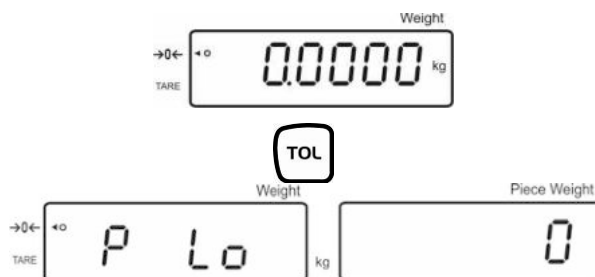 Weight
→0← ◄o 0.0000 kg
TARE
TOL
Weight Piece Weight
→0← ◄o P Lo 0
TARE kg